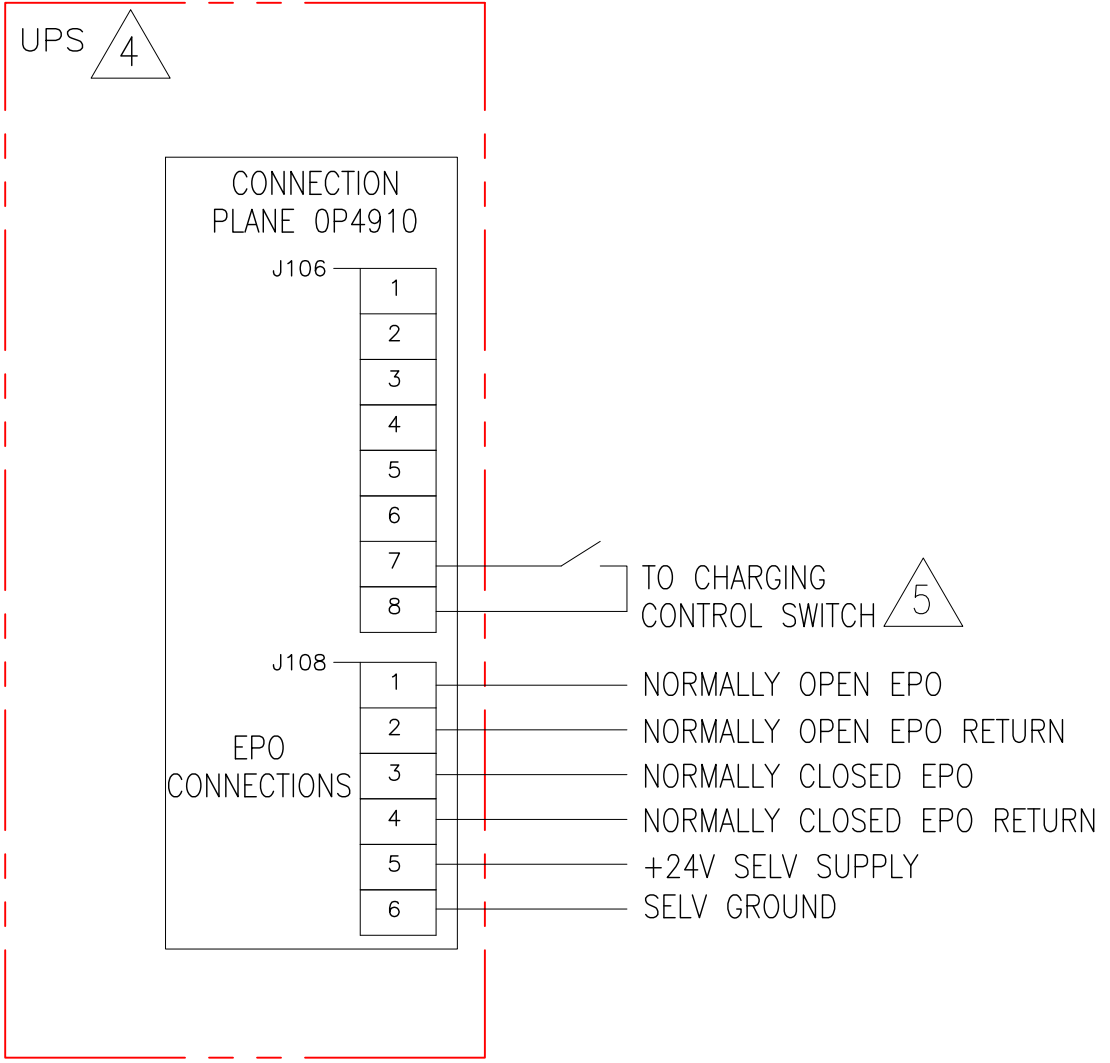 UPS 4
CONNECTION
PLANE 0P4910
J106
1
2
3
4
5
6
7
8
TO CHARGING
CONTROL SWITCH 5
J108
1 NORMALLY OPEN EPO
2 NORMALLY OPEN EPO RETURN
EPO
CONNECTIONS
3 NORMALLY CLOSED EPO
4 NORMALLY CLOSED EPO RETURN
5 +24V SELV SUPPLY
6 SELV GROUND